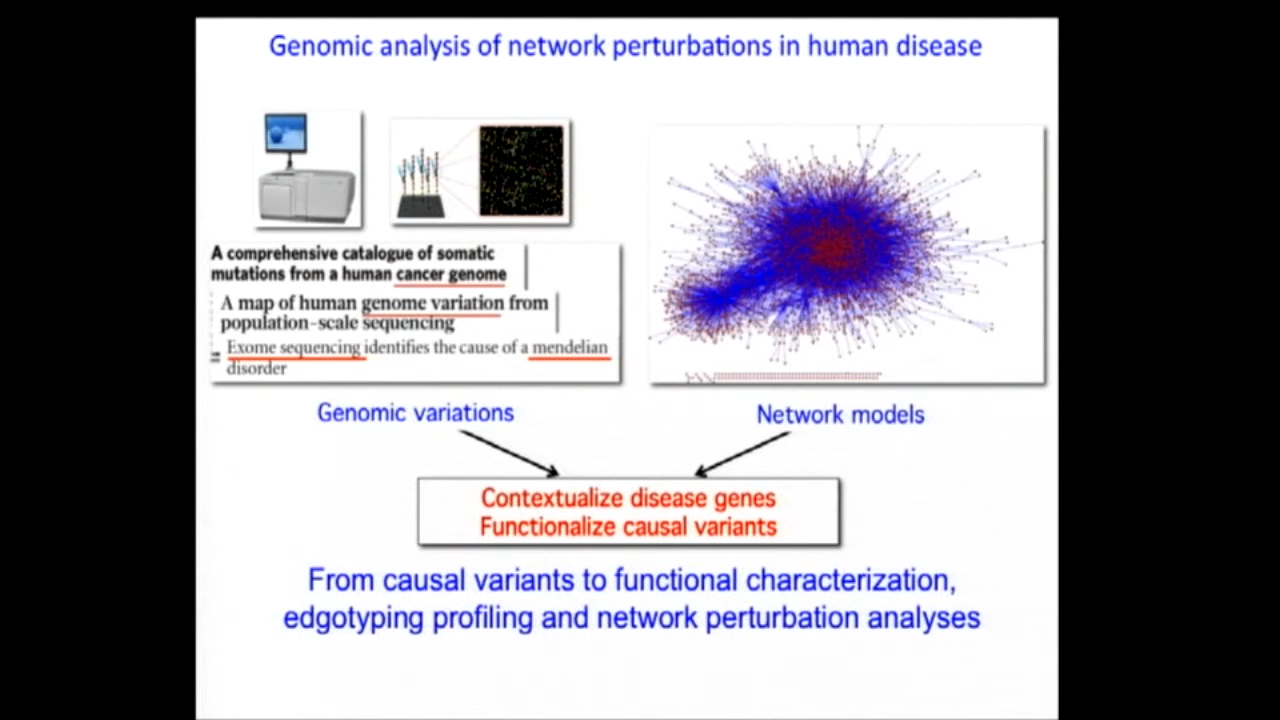 Genomic analysis of network perturbations in human disease
A comprehensive catalogue of somatic
mutations from a human cancer genome
A map of human genome variation from
population-scale sequencing
Exome sequencing identifies the cause of a mendelian
disorder
Genomic variations
Network models
Contextualize disease genes
Functionalize causal variants
From causal variants to functional characterization,
edgotyping profiling and network perturbation analyses